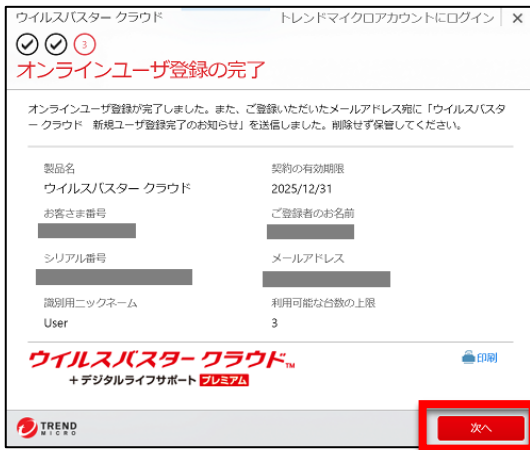 ウイルスバスター クラウド
トレンドマイクロアカウントにログイン
3
オンラインユーザ登録の完了
オンラインユーザ登録が完了しました。また、ご登録いただいたメールアドレス宛に「ウイルスバスタ
ー クラウド 新規ユーザ登録完了のお知らせ」を送信しました。削除せず保管してください。
製品名
契約の有効期限
ウイルスバスター クラウド
2025/12/31
お客さま番号
ご登録者のお名前
シリアル番号
メールアドレス
識別用ニックネーム
利用可能な台数の上限
User
3
ウイルスバスター クラウド™
+ デジタルライフサポート プレミアム
印刷
TREND
MICRO
次へ